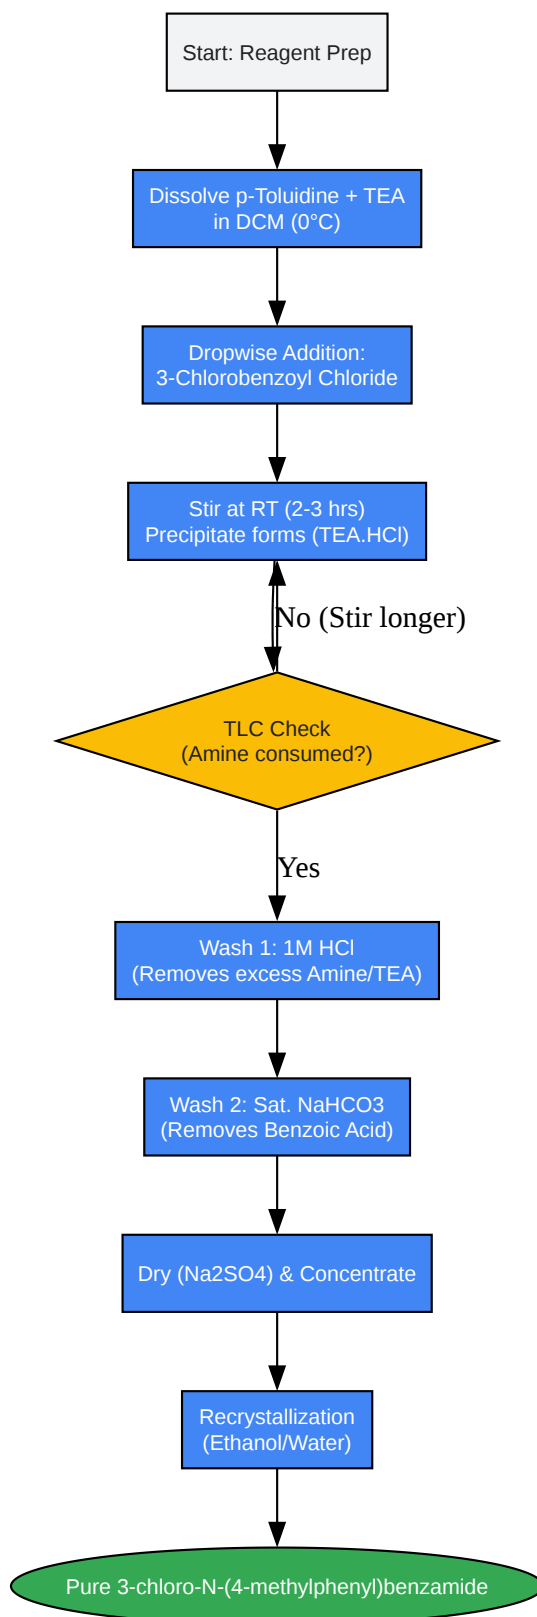 Start: Reagent Prep
Dissolve p-Toluidine + TEA
in DCM (0°C)
Dropwise Addition:
3-Chlorobenzoyl Chloride
Stir at RT (2-3 hrs)
Precipitate forms (TEA.HCl)
No (Stir longer)
TLC Check
(Amine consumed?)
Yes
Wash 1: 1M HCl
(Removes excess Amine/TEA)
Wash 2: Sat. NaHCO3
(Removes Benzoic Acid)
Dry (Na2SO4) & Concentrate
Recrystallization
(Ethanol/Water)
Pure 3-chloro-N-(4-methylphenyl)benzamide